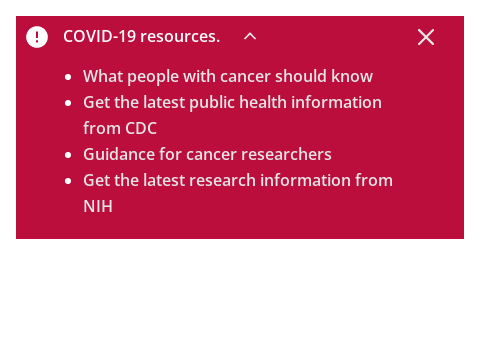 COVID-19 resources.
What people with cancer should know
Get the latest public health information
from CDC
Guidance for cancer researchers
Get the latest research information from
NIH